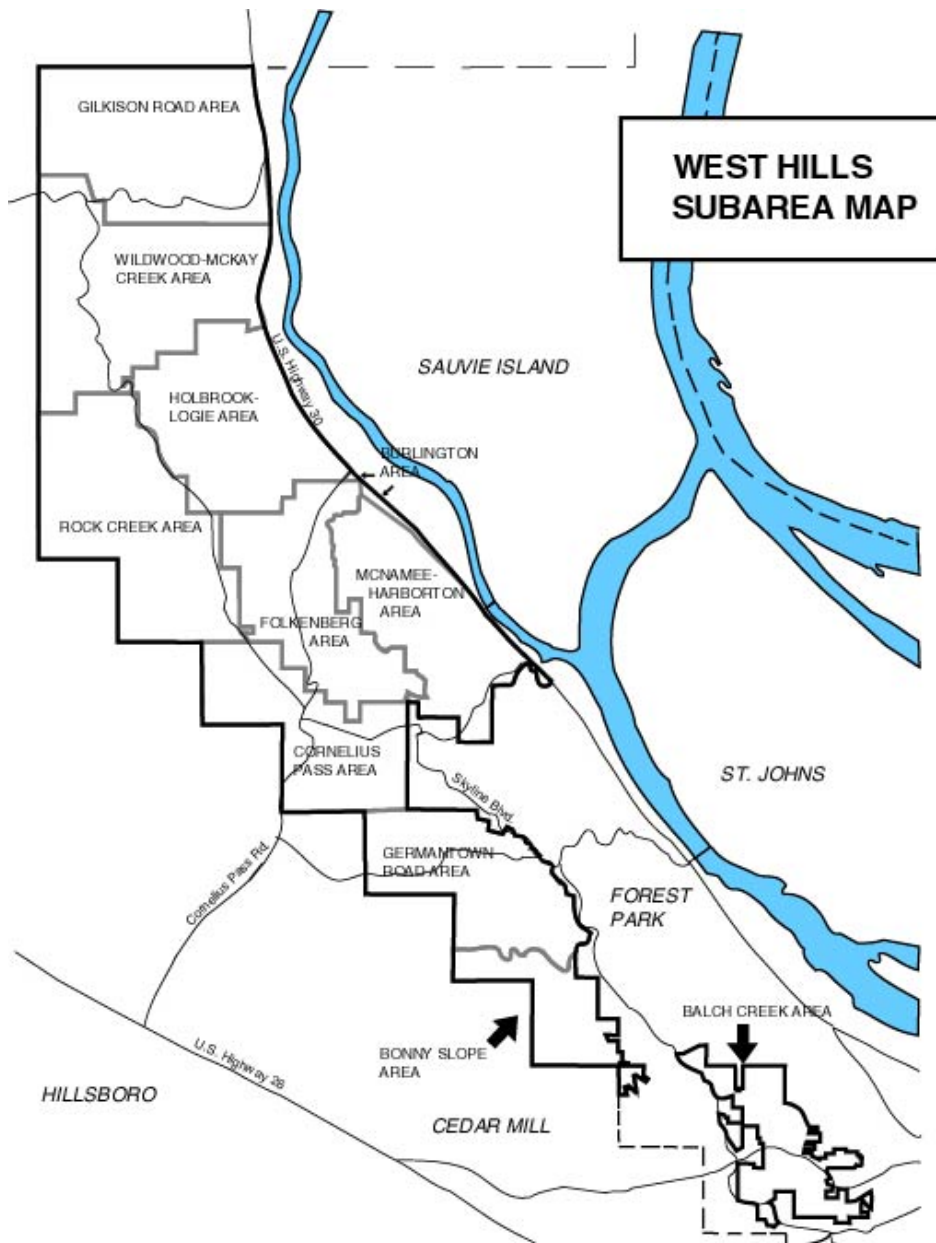 GILKISON ROAD AREA
WEST HILLS
SUBAREA MAP
WILDWOOD-MCKAY
CREEK AREA
U.S. Highway 30
SAUVIE ISLAND
HOLBROOK-
LOGIE AREA
BURLINGTON
AREA
ROCK CREEK AREA
MCNAMEE-
HARBORTON
AREA
FOLKENBERG
AREA
CORNELIUS
PASS AREA
ST. JOHNS
Skyline Blvd.
GERMANTOWN
ROAD AREA
Cornelius Pass Rd.
FOREST
PARK
BALCH CREEK AREA
BONNY SLOPE
AREA
U.S. Highway 26
HILLSBORO
CEDAR MILL